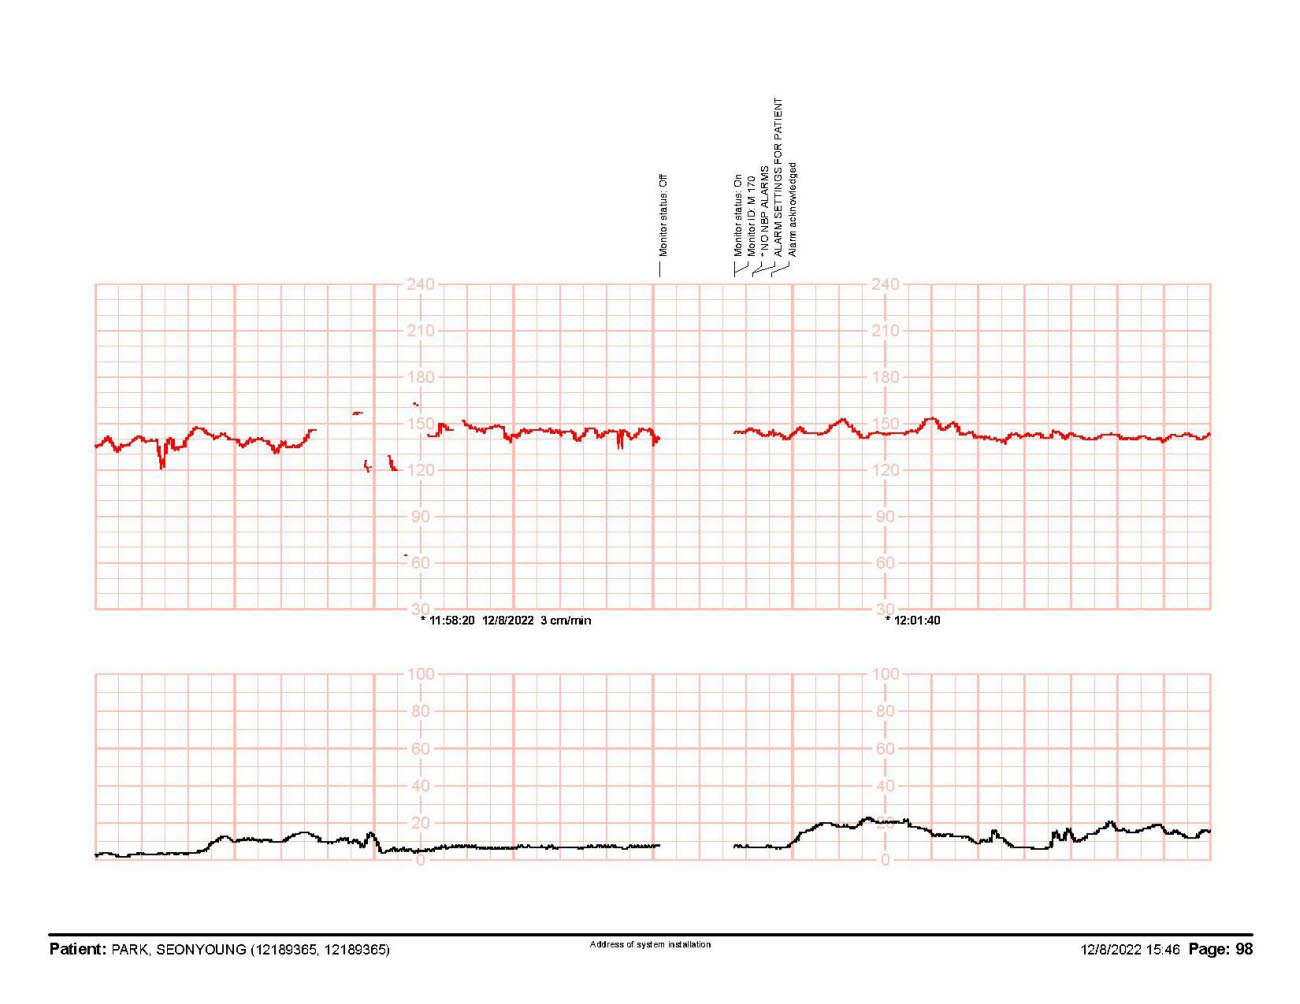 Monitor status: Off
Monitor status: On
Monitor ID: M 170
* NO NBP ALARMS
ALARM SETTINGS FOR PATIENT
Alarm acknowledged
240 240
210 210
180 180
150 150
120 120
90 90
60 60
30 30
* 11:58:20 12/8/2022 3 cm/min * 12:01:40
100 100
80 80
60 60
40 40
20 20
0 0
Patient: PARK, SEONYOUNG (12189365, 12189365) Address of system installation 12/8/2022 15:46 Page: 98